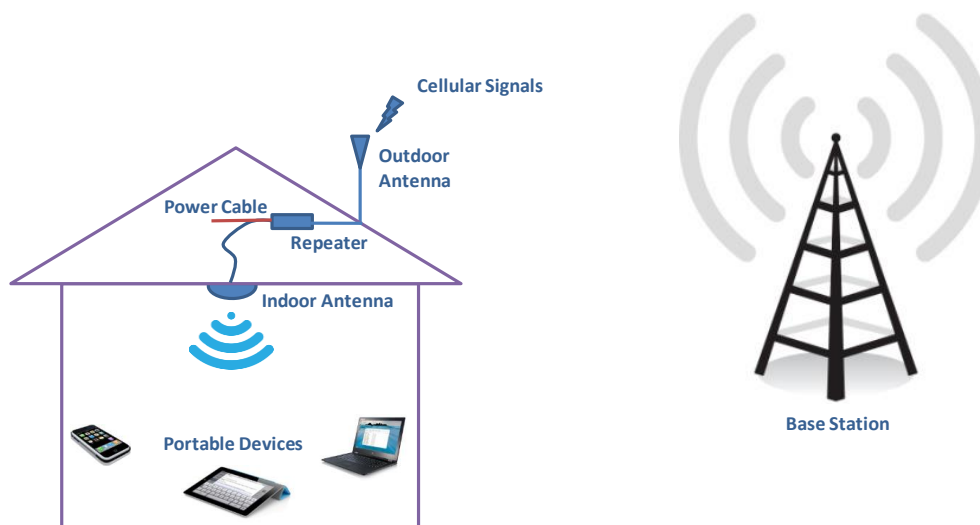 Cellular Signals
Outdoor
Antenna
Power Cable
Repeater
Indoor Antenna
Portable Devices
Base Station